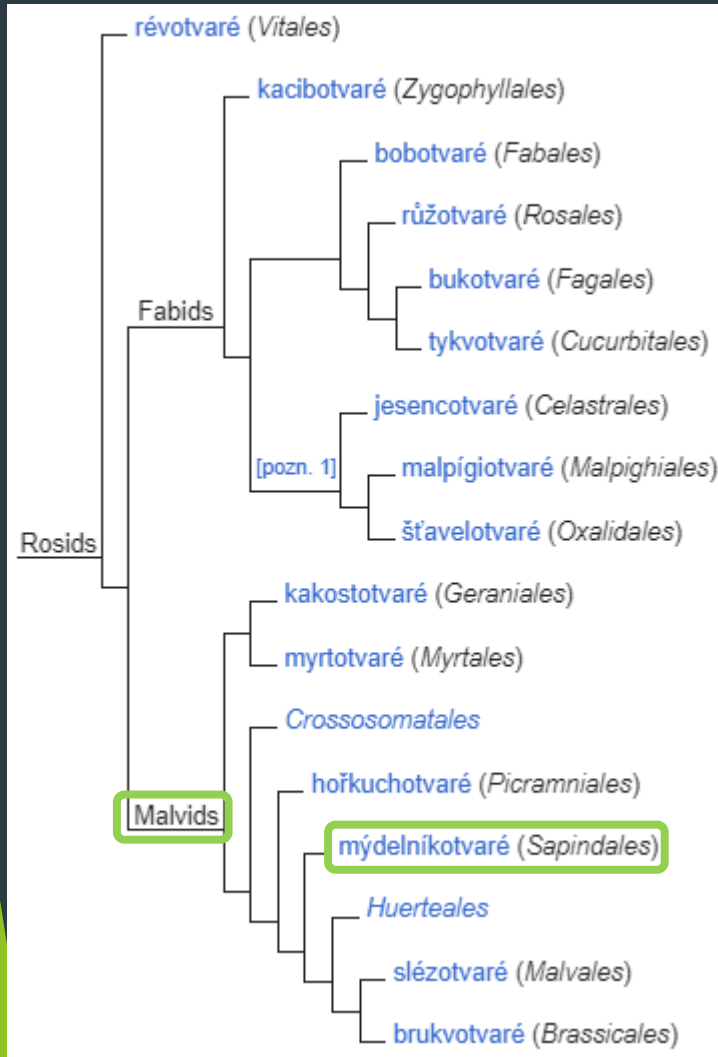 révotvaré (Vitales)
kacibotvaré (Zygophyllales)
bobotvaré (Fabales)
růžotvaré (Rosales)
bukotvaré (Fagales)
Fabids
tykvotvaré (Cucurbitales)
jesencotvaré (Celastrales)
[pozn. 1]
malpígiotvaré (Malpighiales)
šťavelotvaré (Oxalidales)
Rosids
kakostotvaré (Geraniales)
myrtotvaré (Myrtales)
Crossosomatales
hořkuchotvaré (Picramniales)
Malvids
mýdelníkotvaré (Sapindales)
Huerteales
slézotvaré (Malvales)
brukvotvaré (Brassicales)